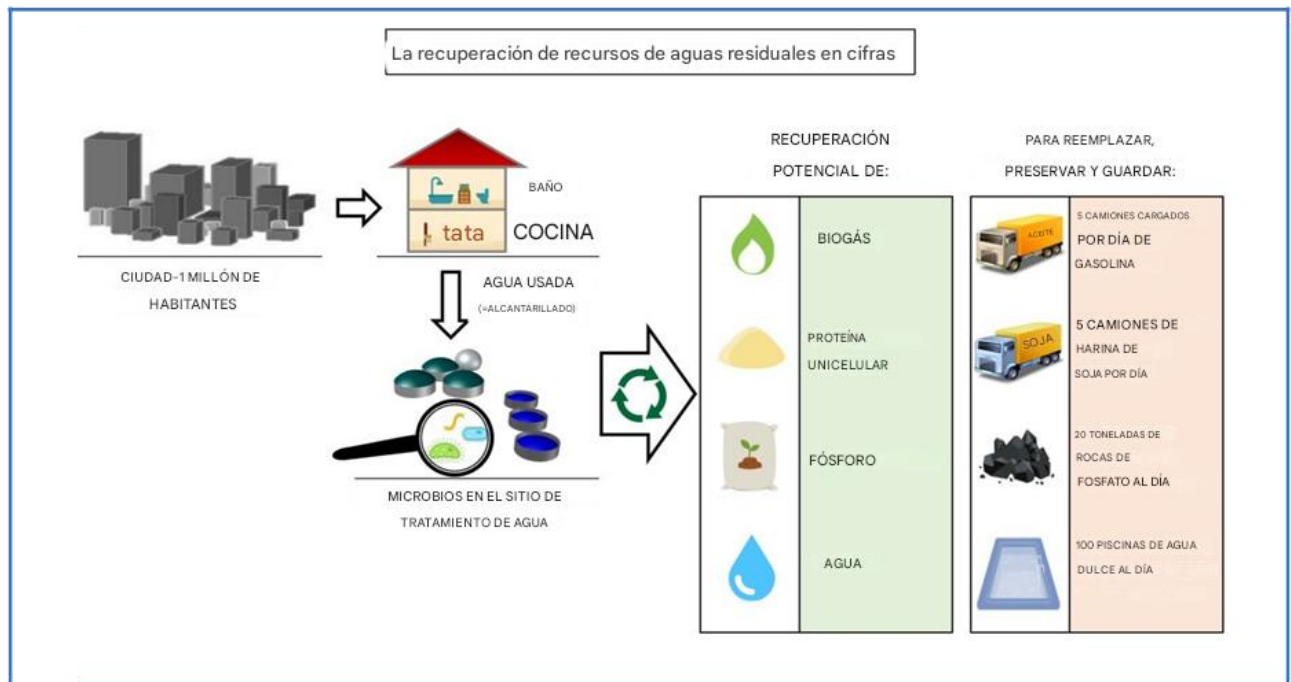 La recuperación de recursos de aguas residuales en cifras
CIUDAD-1 MILLÓN DE
HABITANTES
BAÑO
tata
COCINA
AGUA USADA
(=ALCANTARILLADO)
MICROBIOS EN EL SITIO DE
TRATAMIENTO DE AGUA
RECUPERACIÓN
POTENCIAL DE:
BIOGÁS
PROTEÍNA
UNICELULAR
FÓSFORO
AGUA
PARA REEMPLAZAR,
PRESERVAR Y GUARDAR:
ACEITE
5 CAMIONES CARGADOS
POR DÍA DE
GASOLINA
SOJA
5 CAMIONES DE
HARINA DE
SOJA POR DÍA
20 TONELADAS DE
ROCAS DE
FOSFATO AL DÍA
100 PISCINAS DE AGUA
DULCE AL DÍA